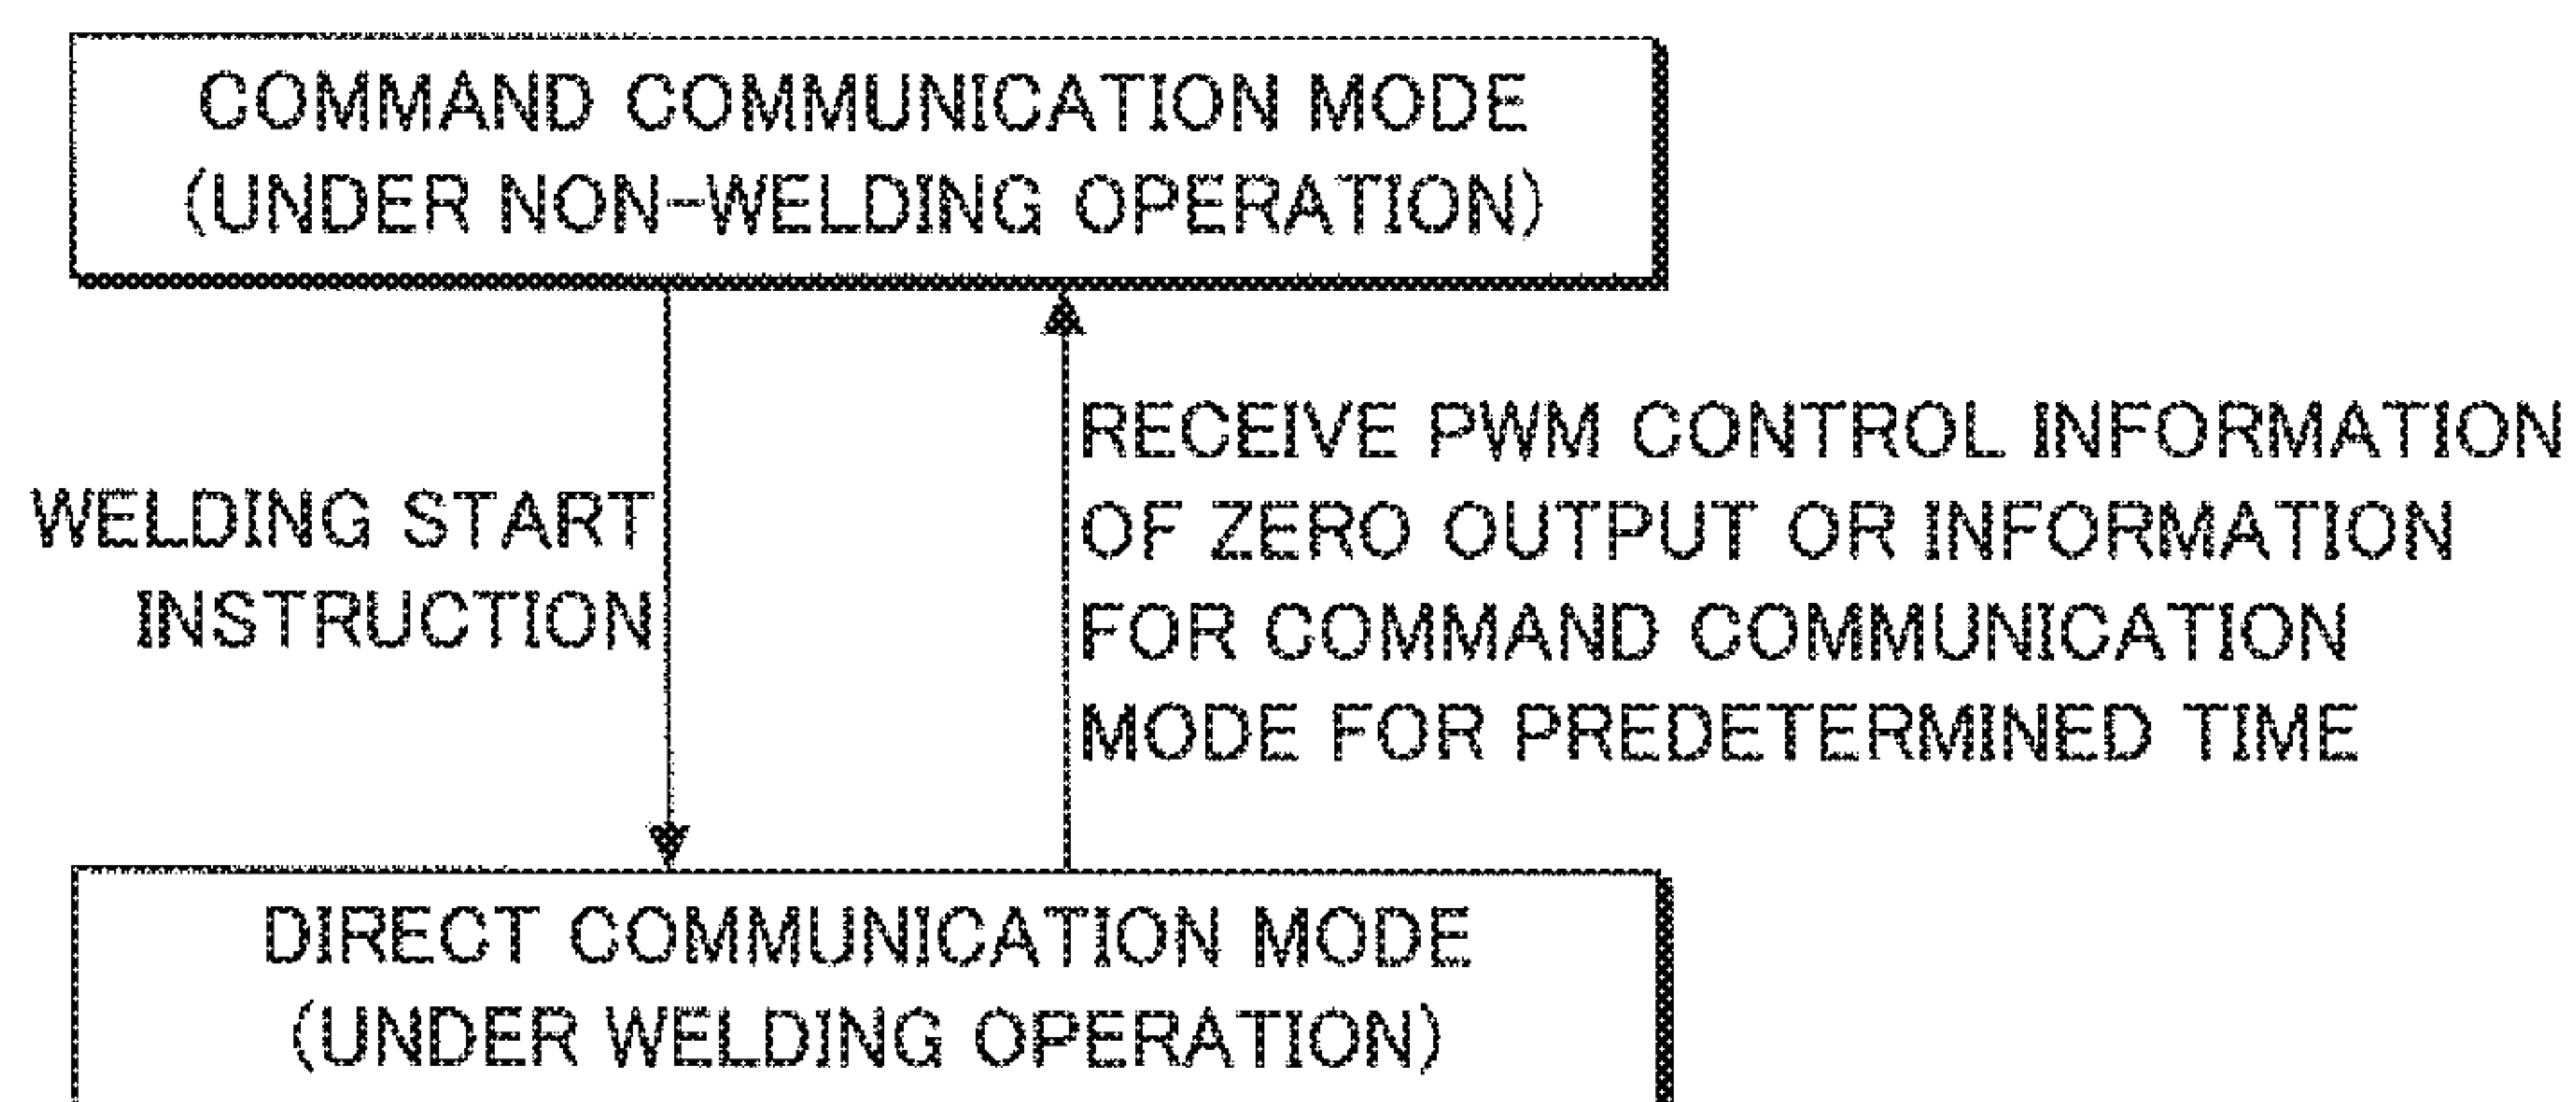 COMMAND COMMUNICATION MODE
(UNDER NON-WELDING OPERATION)
WELDING START
INSTRUCTION
RECEIVE PWM CONTROL INFORMATION
OF ZERO OUTPUT OR INFORMATION
FOR COMMAND COMMUNICATION
MODE FOR PREDETERMINED TIME
DIRECT COMMUNICATION MODE
(UNDER WELDING OPERATION)